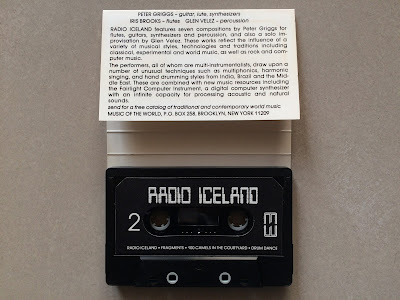 PETER GRIGGS – guitar, lute, synthesizers
IRIS BROOKS – flutes   GLEN VELEZ – percussion
RADIO ICELAND features seven compositions by Peter Griggs for
flutes, guitars, synthesizers and percussion, and also a solo im-
provisation by Glen Velez. These works reflect the influence of a
variety of musical styles, technologies and traditions including
classical, experimental and world music, as well as rock and com-
puter music.
The performers, all of whom are multi-instrumentalists, draw upon a
number of unusual techniques such as multiphonics, harmonic
singing, and hand drumming styles from India, Brazil and the Mid-
dle East. These are combined with new music resources including
the Fairlight Computer Instrument, a digital computer synthesizer
with an infinite capacity for processing acoustic and natural
sounds.
send for a free catalog of traditional and contemporary world music
MUSIC OF THE WORLD, P.O. BOX 258, BROOKLYN, NEW YORK 11209
RADIO ICELAND
2
RADIO ICELAND • FRAGMENTS • 900 CAMELS IN THE COURTYARD • DRUM DANCE